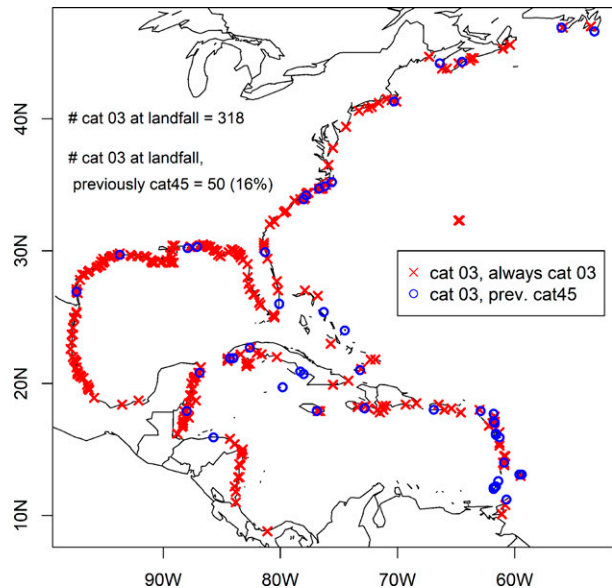 40N
# cat 03 at landfall = 318
# cat 03 at landfall,
previously cat45 = 50 (16%)
30N
cat 03, always cat 03
cat 03, prev. cat45
20N
10N
90W
80W
70W
60W